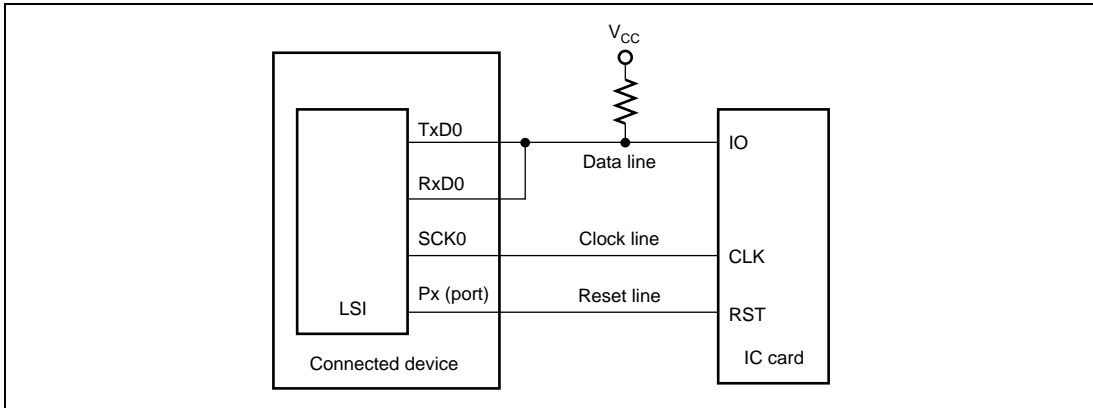 V_CC
TxD0
IO
Data line
RxD0
SCK0
Clock line
CLK
Px (port)
Reset line
RST
LSI
IC card
Connected device